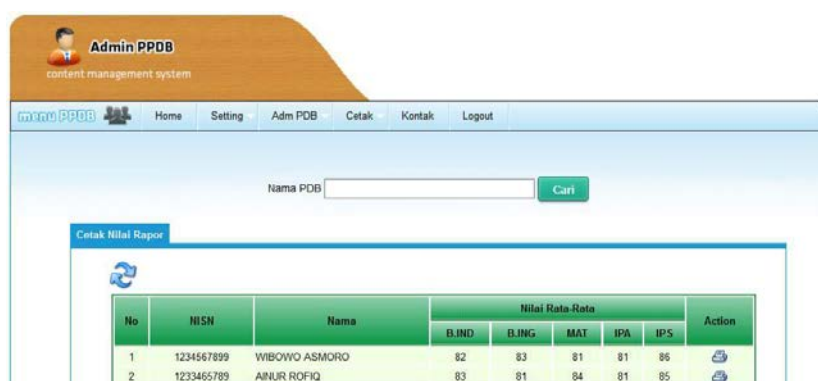 Admin PPDB
content management system
menu PPDB Home Setting Adm PDB Cetak Kontak Logout
Nama PDB Cari
Cetak Nilai Rapor
No NISN Nama Nilai Rata-Rata Action
B.IND B.ING MAT IPA IPS
1 1234567899 WIBOWO ASMORO 82 83 81 81 86
2 1233465789 AINUR ROFIQ 83 81 84 81 85